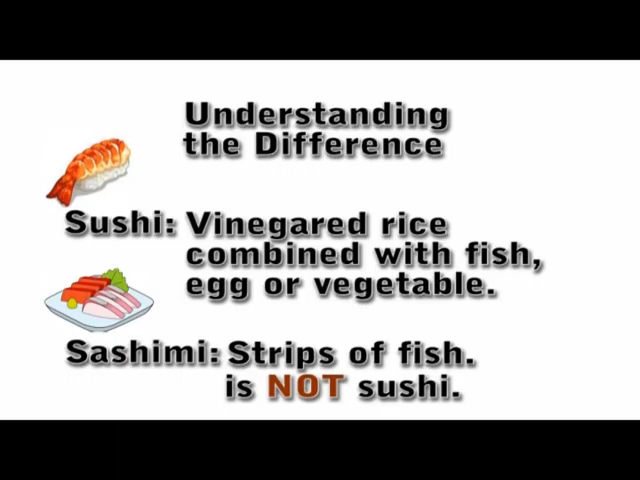 Understanding
the Difference
Sushi: Vinegared rice
combined with fish,
egg or vegetable.
Sashimi: Strips of fish.
is NOT sushi.